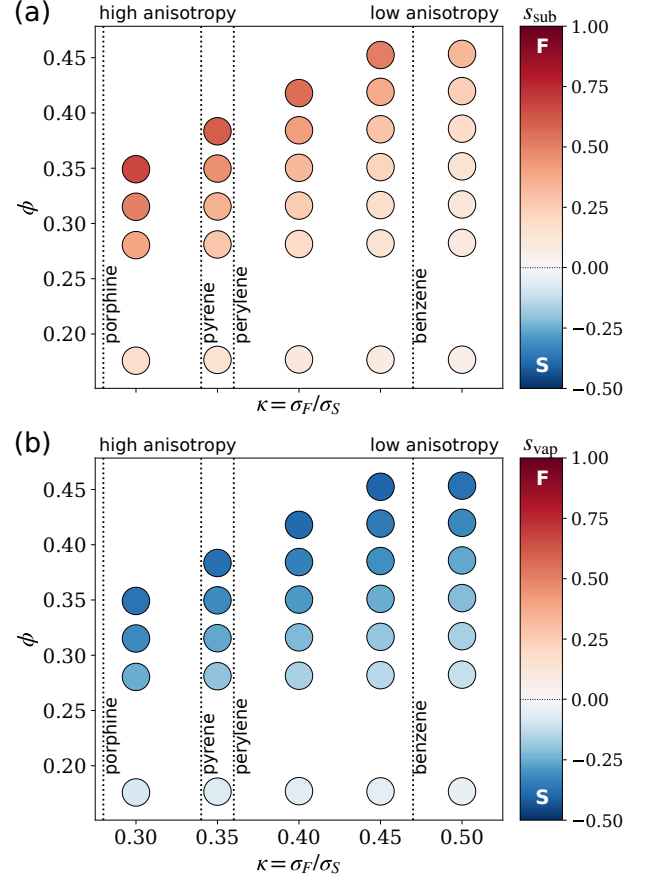 (a)
high anisotropy
low anisotropy
s_sub
0.45
0.40
0.35
0.30
0.25
0.20
ϕ
porphine
pyrene
perylene
benzene
κ = σ_F/σ_S
F
S
1.00
0.75
0.50
0.25
0.00
−0.25
−0.50
(b)
high anisotropy
low anisotropy
s_vap
0.45
0.40
0.35
0.30
0.25
0.20
ϕ
porphine
pyrene
perylene
benzene
0.30
0.35
0.40
0.45
0.50
κ = σ_F/σ_S
F
S
1.00
0.75
0.50
0.25
0.00
−0.25
−0.50